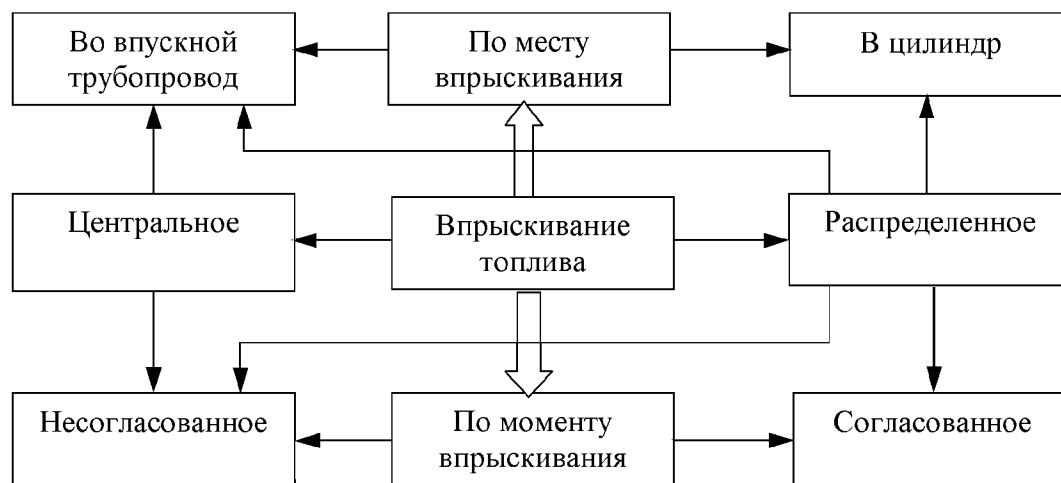 Во впускной
трубопровод
По месту
впрыскивания
В цилиндр
Центральное
Впрыскивание
топлива
Распределенное
Несогласованное
По моменту
впрыскивания
Согласованное